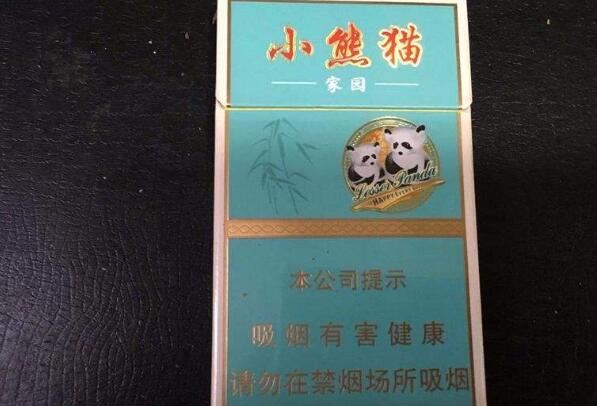 小熊猫
家园
Lesser Panda
本公司提示
吸烟有害健康
请勿在禁烟场所吸烟